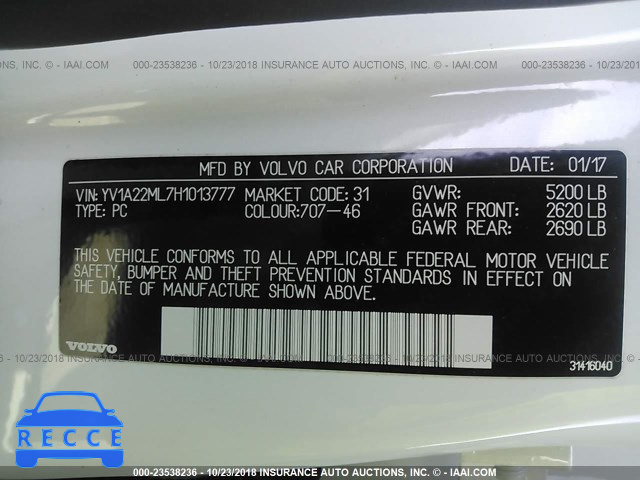 000-23538236 - 10/23/2018 INSURANCE AUTO AUCTIONS, INC. © - IAAI.COM
MFD BY VOLVO CAR CORPORATION DATE: 01/17
VIN: YV1A22ML7H1013777 MARKET CODE: 31 GVWR: 5200 LB
TYPE: PC COLOUR:707-46 GAWR FRONT: 2620 LB
GAWR REAR: 2690 LB
THIS VEHICLE CONFORMS TO ALL APPLICABLE FEDERAL MOTOR VEHICLE
SAFETY, BUMPER AND THEFT PREVENTION STANDARDS IN EFFECT ON
THE DATE OF MANUFACTURE SHOWN ABOVE.
VOLVO
31416040
000-23538236 - 10/23/2018 INSURANCE AUTO AUCTIONS, INC. © - IAAI.COM
RECCE
000-23538236 - 10/23/2018 INSURANCE AUTO AUCTIONS, INC. © - IAAI.COM